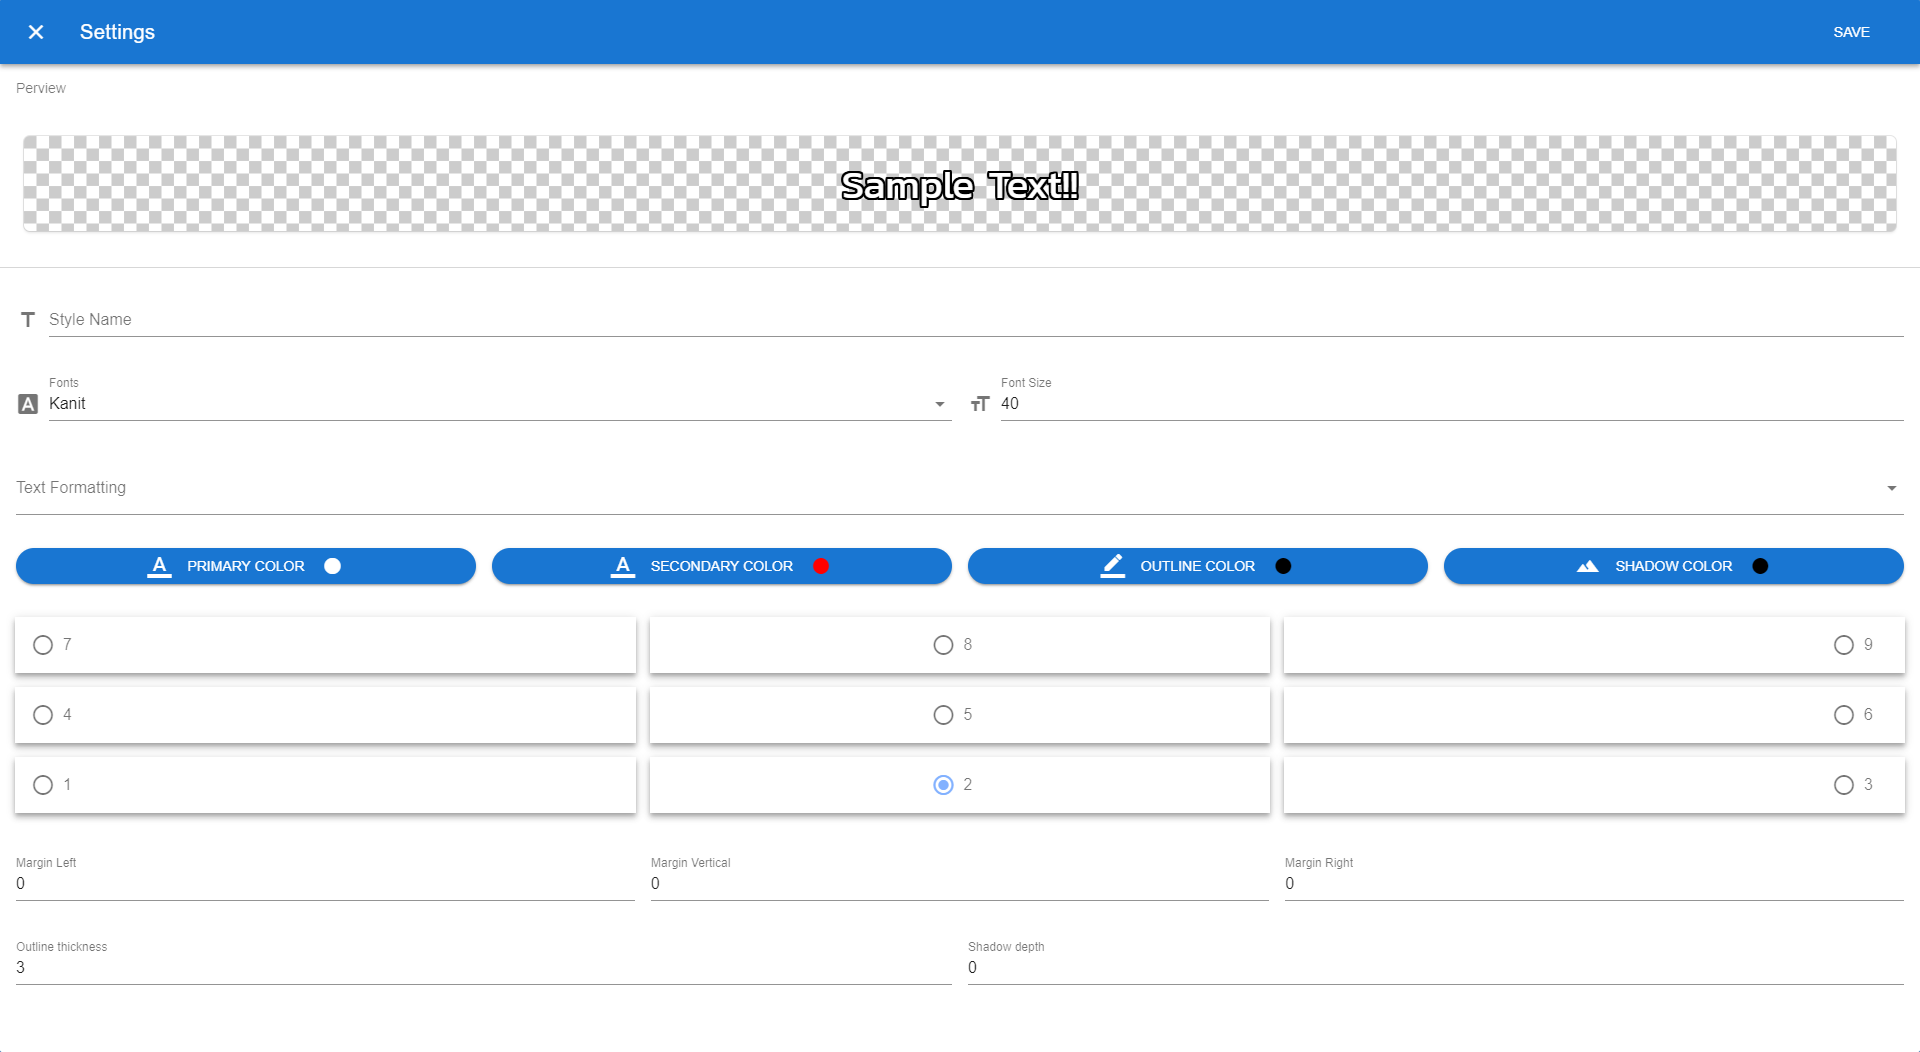 Settings
SAVE
Perview
Sample Text!!
Style Name
Fonts
Kanit
Font Size
40
Text Formatting
PRIMARY COLOR
SECONDARY COLOR
OUTLINE COLOR
SHADOW COLOR
7
8
9
4
5
6
1
2
3
Margin Left
0
Margin Vertical
0
Margin Right
0
Outline thickness
3
Shadow depth
0